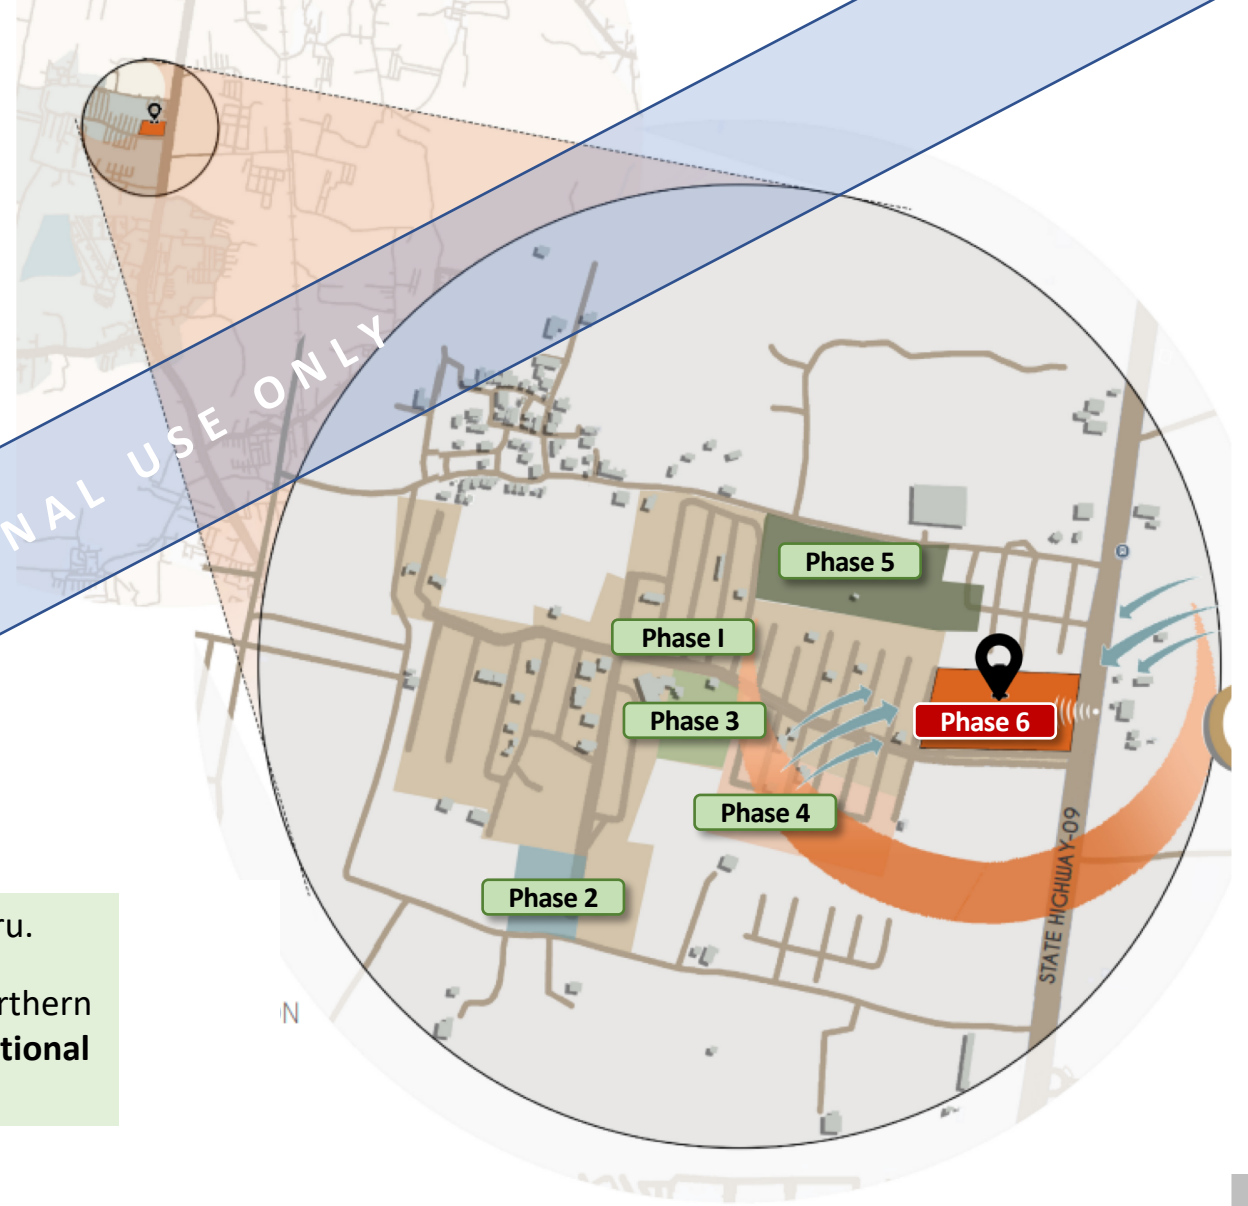 NAL USE ONLY
Phase 5
Phase I
Phase 3
Phase 6
Phase 4
Phase 2
STATE HIGHWAY-09
ru.
rthern
tional
N